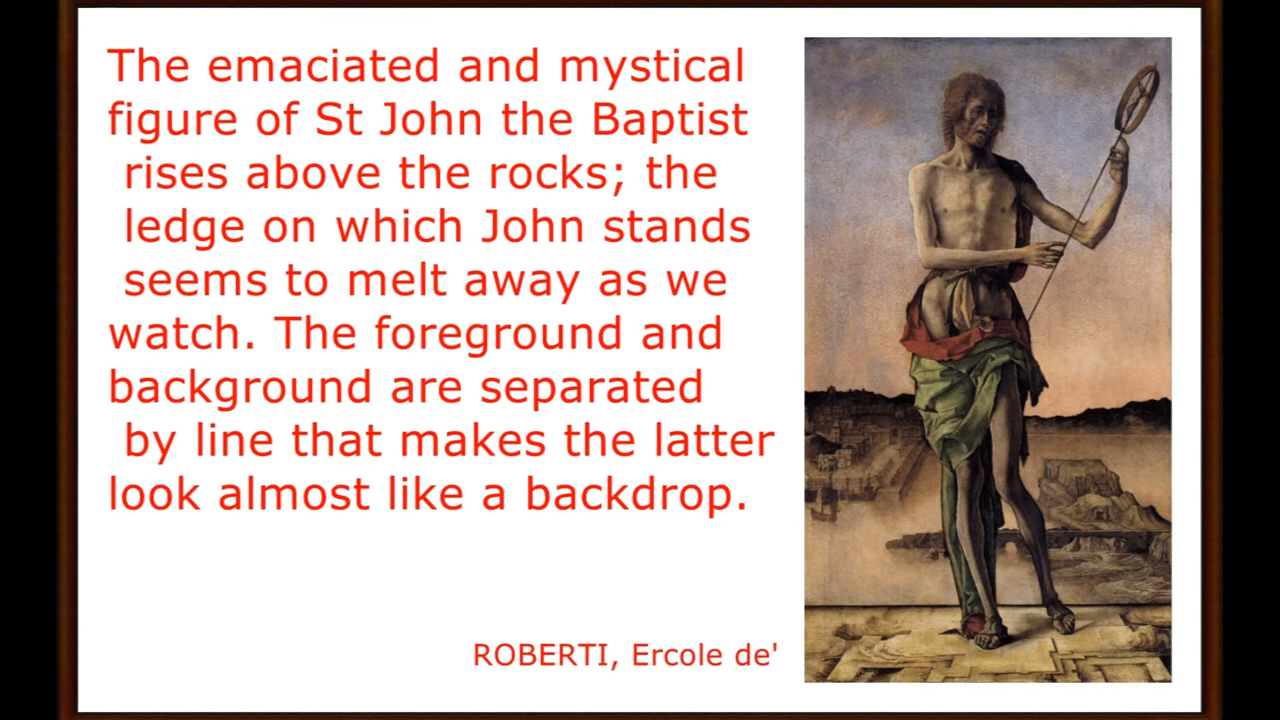 The emaciated and mystical
figure of St John the Baptist
rises above the rocks; the
ledge on which John stands
seems to melt away as we
watch. The foreground and
background are separated
by line that makes the latter
look almost like a backdrop.
ROBERTI, Ercole de'